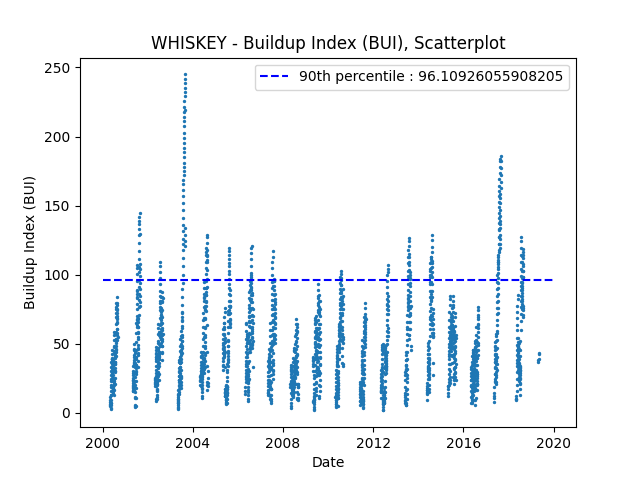 WHISKEY - Buildup Index (BUI), Scatterplot
90th percentile : 96.10926055908205
250
200
150
100
50
0
Buildup Index (BUI)
2000 2004 2008 2012 2016 2020
Date